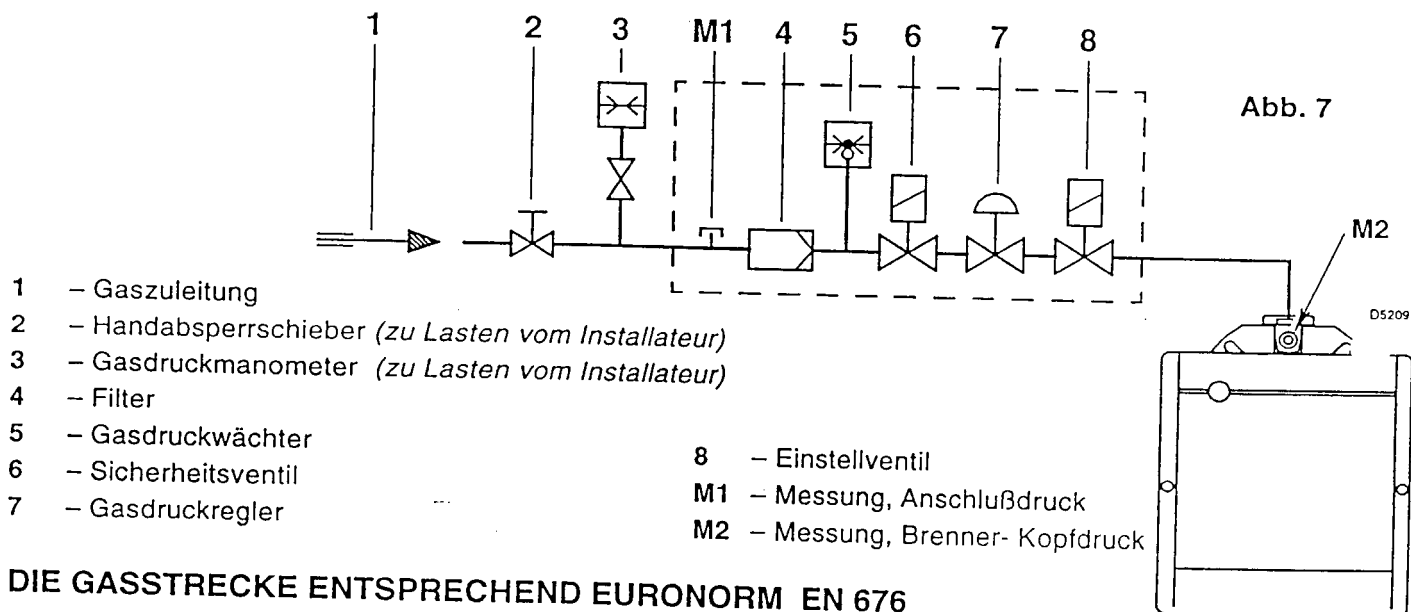 1 2 3 M1 4 5 6 7 8
Abb. 7
M2
D5209
1 – Gaszuleitung
2 – Handabsperrschieber (zu Lasten vom Installateur)
3 – Gasdruckmanometer (zu Lasten vom Installateur)
4 – Filter
5 – Gasdruckwächter
6 – Sicherheitsventil
7 – Gasdruckregler
8 – Einstellventil
M1 – Messung, Anschlußdruck
M2 – Messung, Brenner- Kopfdruck
DIE GASSTRECKE ENTSPRECHEND EURONORM EN 676